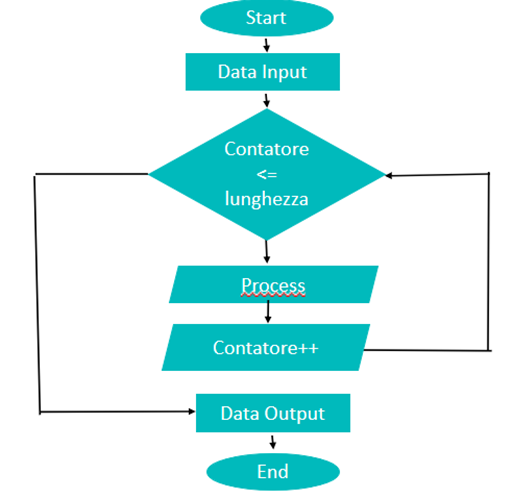 Start
Data Input
Contatore
<=
lunghezza
Process
Contatore++
Data Output
End